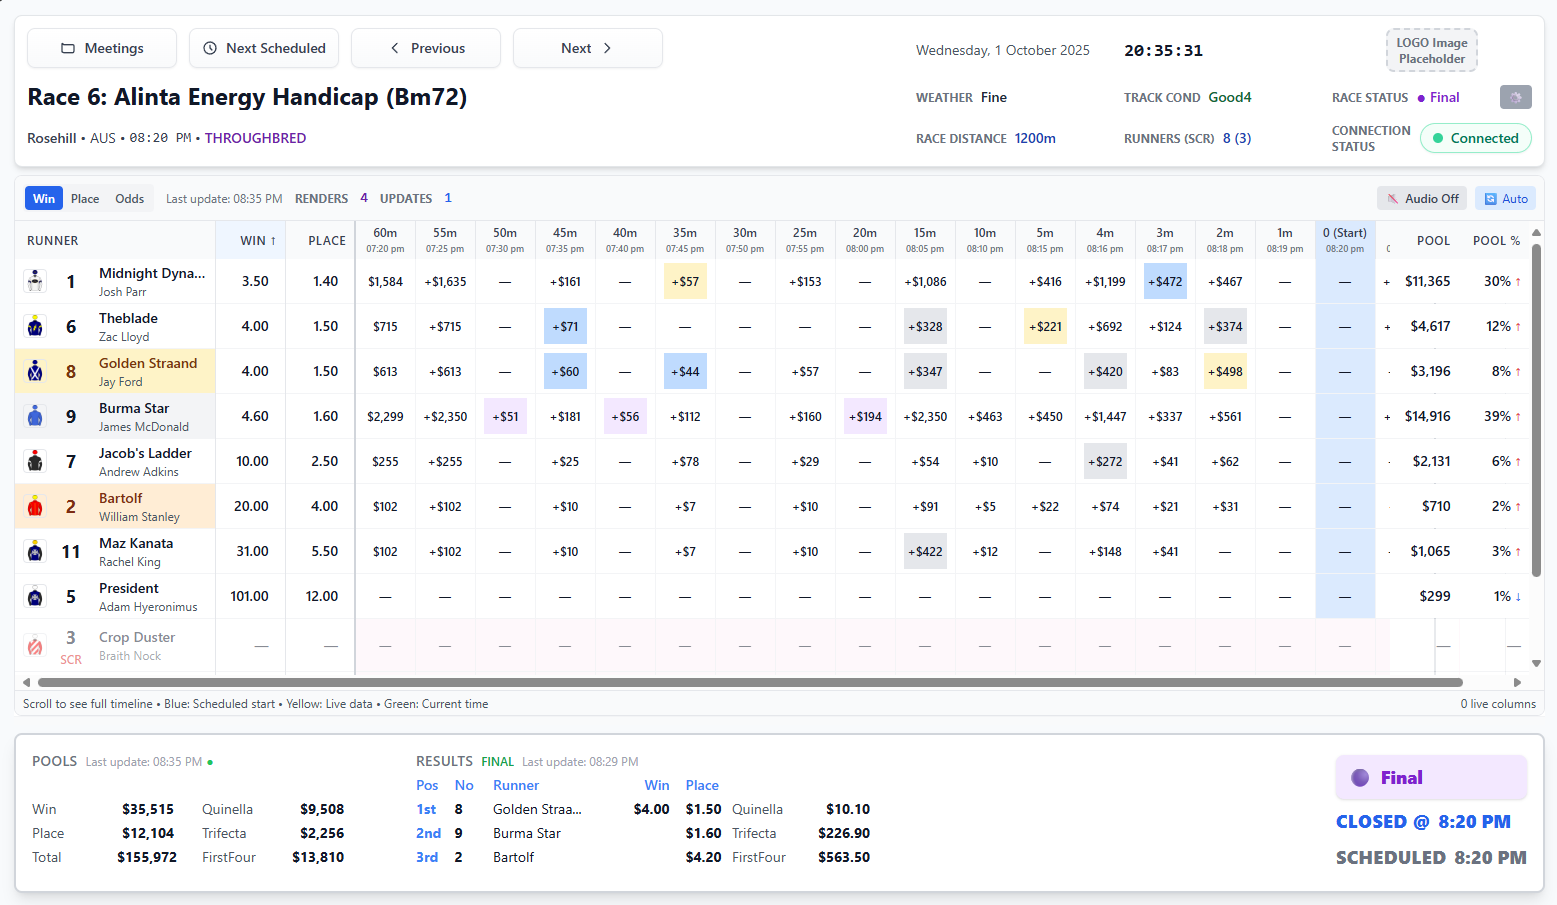 Meetings
Next Scheduled
Previous
Next
Wednesday, 1 October 2025
20:35:31
LOGO Image
Placeholder
Race 6: Alinta Energy Handicap (Bm72)
WEATHER Fine
TRACK COND Good4
RACE STATUS • Final
Rosehill • AUS • 08:20 PM • THROUGHBRED
RACE DISTANCE 1200m
RUNNERS (SCR) 8 (3)
CONNECTION
STATUS
Connected
Win Place Odds Last update: 08:35 PM RENDERS 4 UPDATES 1
Audio Off Auto
RUNNER WIN ↑ PLACE 60m 55m 50m 45m 40m 35m 30m 25m 20m 15m 10m 5m 4m 3m 2m 1m 0 (Start) POOL POOL %
07:20 pm 07:25 pm 07:30 pm 07:35 pm 07:40 pm 07:45 pm 07:50 pm 07:55 pm 08:00 pm 08:05 pm 08:10 pm 08:15 pm 08:16 pm 08:17 pm 08:18 pm 08:19 pm 08:20 pm
1 Midnight Dyna... 3.50 1.40 $1,584 +$1,635 — +$161 — +$57 — +$153 — +$1,086 — +$416 +$1,199 +$472 +$467 — — + $11,365 30% ↑
Josh Parr
6 Theblade 4.00 1.50 $715 +$715 — +$71 — — — — — +$328 — +$221 +$692 +$124 +$374 — — + $4,617 12% ↑
Zac Lloyd
8 Golden Straand 4.00 1.50 $613 +$613 — +$60 — +$44 — +$57 — +$347 — — +$420 +$83 +$498 — — $3,196 8% ↑
Jay Ford
9 Burma Star 4.60 1.60 $2,299 +$2,350 +$51 +$181 +$56 +$112 — +$160 +$194 +$2,350 +$463 +$450 +$1,447 +$337 +$561 — — + $14,916 39% ↑
James McDonald
7 Jacob's Ladder 10.00 2.50 $255 +$255 — +$25 — +$78 — +$29 — +$54 +$10 — +$272 +$41 +$62 — — $2,131 6% ↑
Andrew Adkins
2 Bartolf 20.00 4.00 $102 +$102 — +$10 — +$7 — +$10 — +$91 +$5 +$22 +$74 +$21 +$31 — — $710 2% ↑
William Stanley
11 Maz Kanata 31.00 5.50 $102 +$102 — +$10 — +$7 — +$10 — +$422 +$12 — +$148 +$41 — — — $1,065 3% ↑
Rachel King
5 President 101.00 12.00 — — — — — — — — — — — — — — — — — $299 1% ↓
Adam Hyeronimus
3 Crop Duster — — — — — — — — — — — — — — — — — — — — —
SCR Braith Nock
Scroll to see full timeline • Blue: Scheduled start • Yellow: Live data • Green: Current time
0 live columns
POOLS Last update: 08:35 PM
Win $35,515 Quinella $9,508
Place $12,104 Trifecta $2,256
Total $155,972 FirstFour $13,810
RESULTS FINAL Last update: 08:29 PM
Pos No Runner Win Place
1st 8 Golden Straa... $4.00 $1.50 Quinella $10.10
2nd 9 Burma Star $1.60 Trifecta $226.90
3rd 2 Bartolf $4.20 FirstFour $563.50
Final
CLOSED @ 8:20 PM
SCHEDULED 8:20 PM